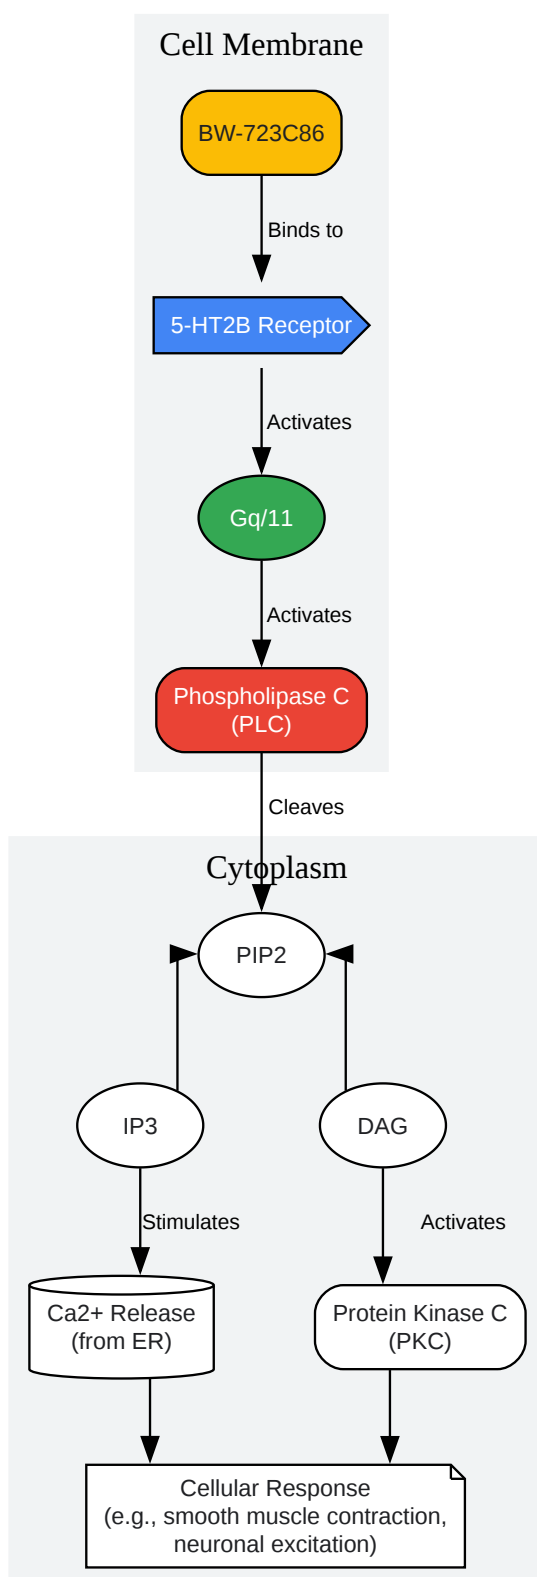 Cell Membrane
BW-723C86
Binds to
5-HT2B Receptor
Activates
Gq/11
Activates
Phospholipase C
(PLC)
Cleaves
Cytoplasm
PIP2
IP3
DAG
Stimulates
Activates
Ca2+ Release
(from ER)
Protein Kinase C
(PKC)
Cellular Response
(e.g., smooth muscle contraction,
neuronal excitation)